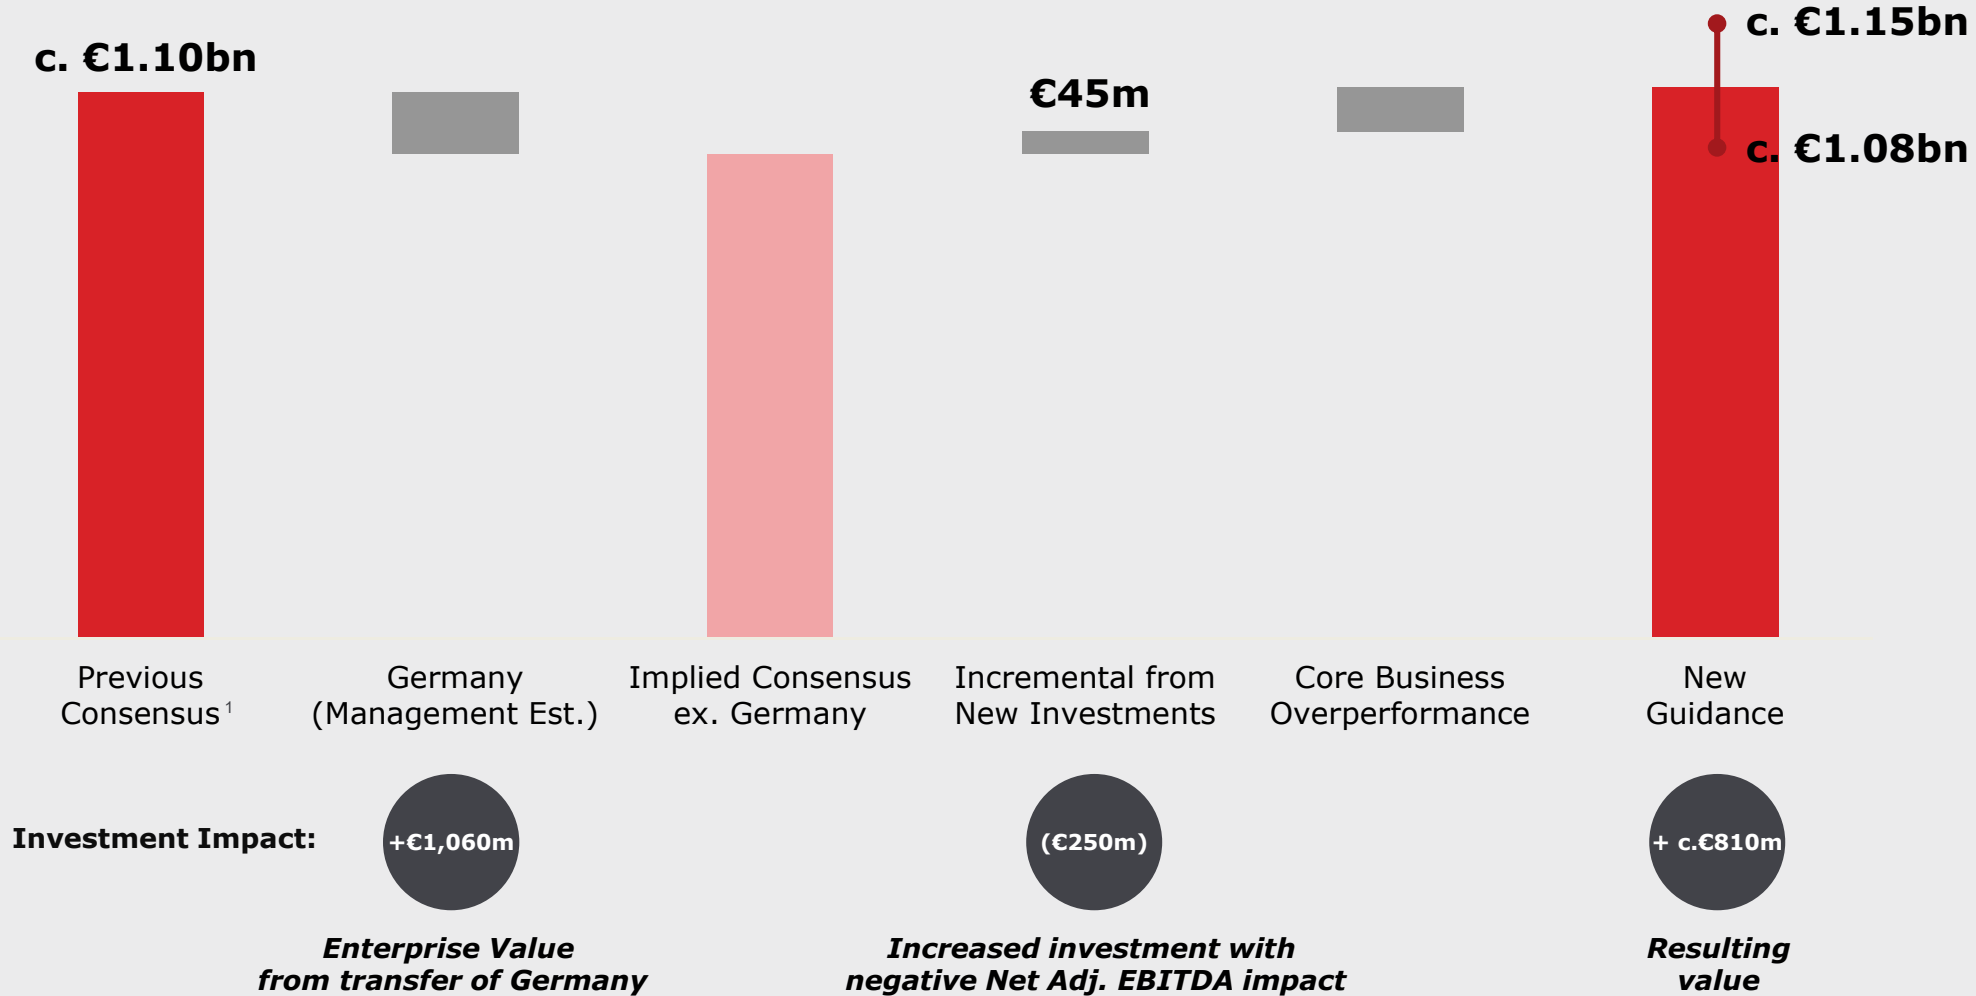 c. €1.10bn
€45m
c. €1.15bn
c. €1.08bn
Previous
Consensus 1
Germany
(Management Est.)
Implied Consensus
ex. Germany
Incremental from
New Investments
Core Business
Overperformance
New
Guidance
Investment Impact:
+€1,060m
(€250m)
+ c.€810m
Enterprise Value
from transfer of Germany
Increased investment with
negative Net Adj. EBITDA impact
Resulting
value